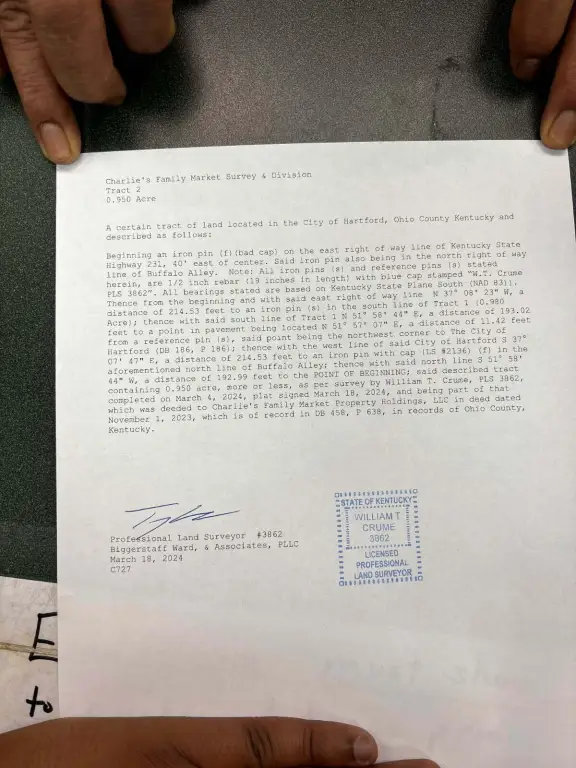 Charlie's Family Market Survey & Division
Tract 2
0.950 Acre
A certain tract of land located in the City of Hartford, Ohio County Kentucky and
described as follows:
Beginning an iron pin (f)(bad cap) on the east right of way line of Kentucky State
Highway 231, 40' east of center. Said iron pin also being in the north right of way
line of Buffalo Alley. Note: All iron pins (s) and reference pins (s) stated
herein, are 1/2 inch rebar (19 inches in length) with blue cap stamped "W.T. Crume
PLS 3862". All bearings stated are based on Kentucky State Plane South (NAD 83).
Thence from the beginning and with said east right of way line N 37° 08' 23" W, a
distance of 214.53 feet to an iron pin (s) in the south line of Tract 1 (0.980
Acre); thence with said south line of Tract 1 N 51° 58' 44" E, a distance of 193.02
feet to a point in pavement being located N 51° 57' 07" E, a distance of 11.42 feet
from a reference pin (s), said point being the northwest corner to The City of
Hartford (DB 186, P 186); thence with the west line of said City of Hartford S 37°
07' 47" E, a distance of 214.53 feet to an iron pin with cap (LS #2136) (f) in the
aforementioned north line of Buffalo Alley; thence with said north line S 51° 58'
44" W, a distance of 192.99 feet to the POINT OF BEGINNING; said described tract
containing 0.950 acre, more or less, as per survey by William T. Crume, PLS 3862,
completed on March 4, 2024, plat signed March 18, 2024, and being part of that
which was deeded to Charlie's Family Market Property Holdings, LLC in deed dated
November 1, 2023, which is of record in DB 458, P 638, in records of Ohio County,
Kentucky.
Professional Land Surveyor #3862
Biggerstaff Ward, & Associates, PLLC
March 18, 2024
C727
STATE OF KENTUCKY
WILLIAM T
CRUME
3862
LICENSED
PROFESSIONAL
LAND SURVEYOR
E
to